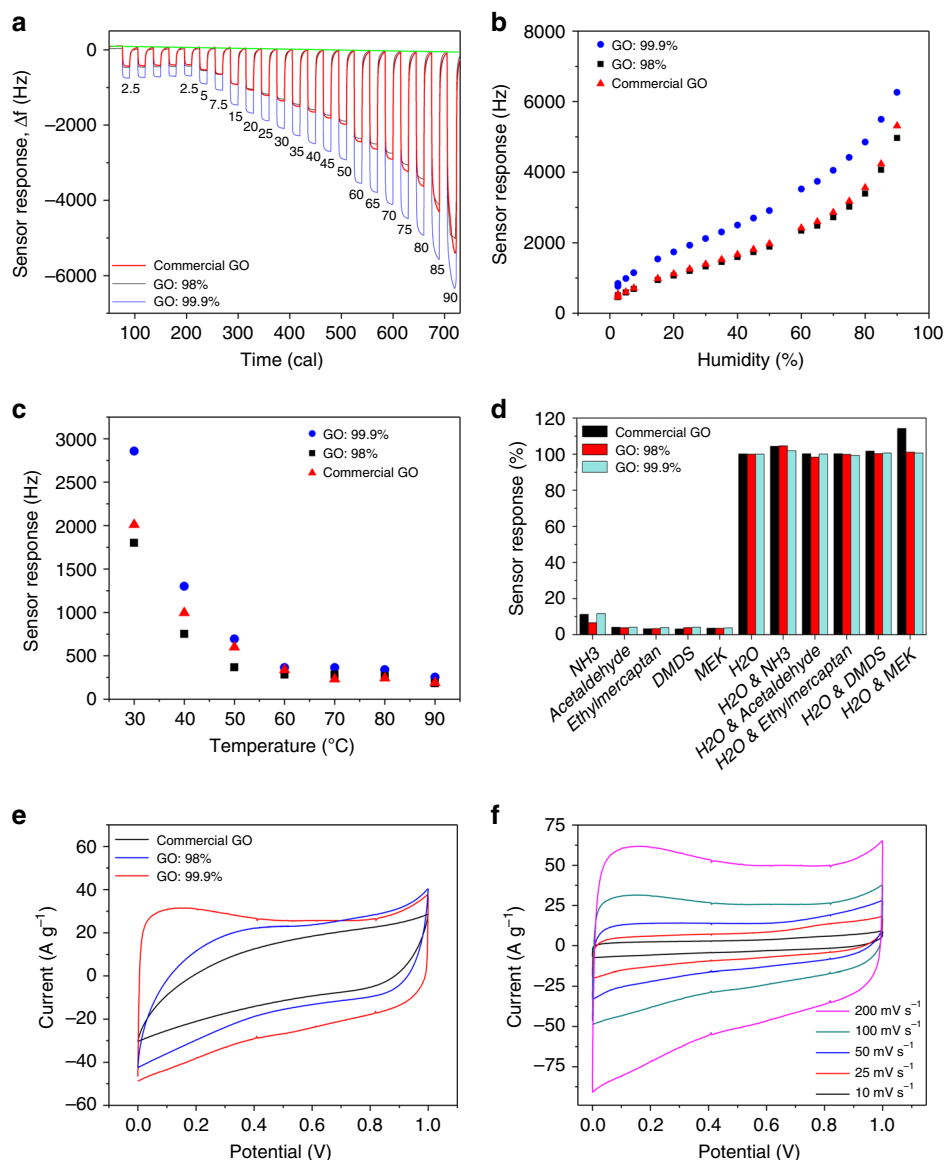 a
0
−2000
−4000
−6000
Sensor response, Δf (Hz)
2.5
2.5
5
7.5
15
20
25
30
35
40
45
50
60
65
70
75
80
85
90
Commercial GO
GO: 98%
GO: 99.9%
100 200 300 400 500 600 700
Time (cal)
b
8000
6000
4000
2000
0
Sensor response (Hz)
GO: 99.9%
GO: 98%
Commercial GO
0 20 40 60 80 100
Humidity (%)
c
3000
2500
2000
1500
1000
500
0
Sensor response (Hz)
GO: 99.9%
GO: 98%
Commercial GO
30 40 50 60 70 80 90
Temperature (°C)
d
120
100
80
60
40
20
0
Sensor response (%)
Commercial GO
GO: 98%
GO: 99.9%
NH3
Acetaldehyde
Ethylmercaptan
DMDS
MEK
H2O
H2O & NH3
H2O & Acetaldehyde
H2O & Ethylmercaptan
H2O & DMDS
H2O & MEK
e
60
40
20
0
−20
−40
−60
Current (A g⁻¹)
Commercial GO
GO: 98%
GO: 99.9%
0.0 0.2 0.4 0.6 0.8 1.0
Potential (V)
f
75
50
25
0
−25
−50
−75
Current (A g⁻¹)
200 mV s⁻¹
100 mV s⁻¹
50 mV s⁻¹
25 mV s⁻¹
10 mV s⁻¹
0.0 0.2 0.4 0.6 0.8 1.0
Potential (V)